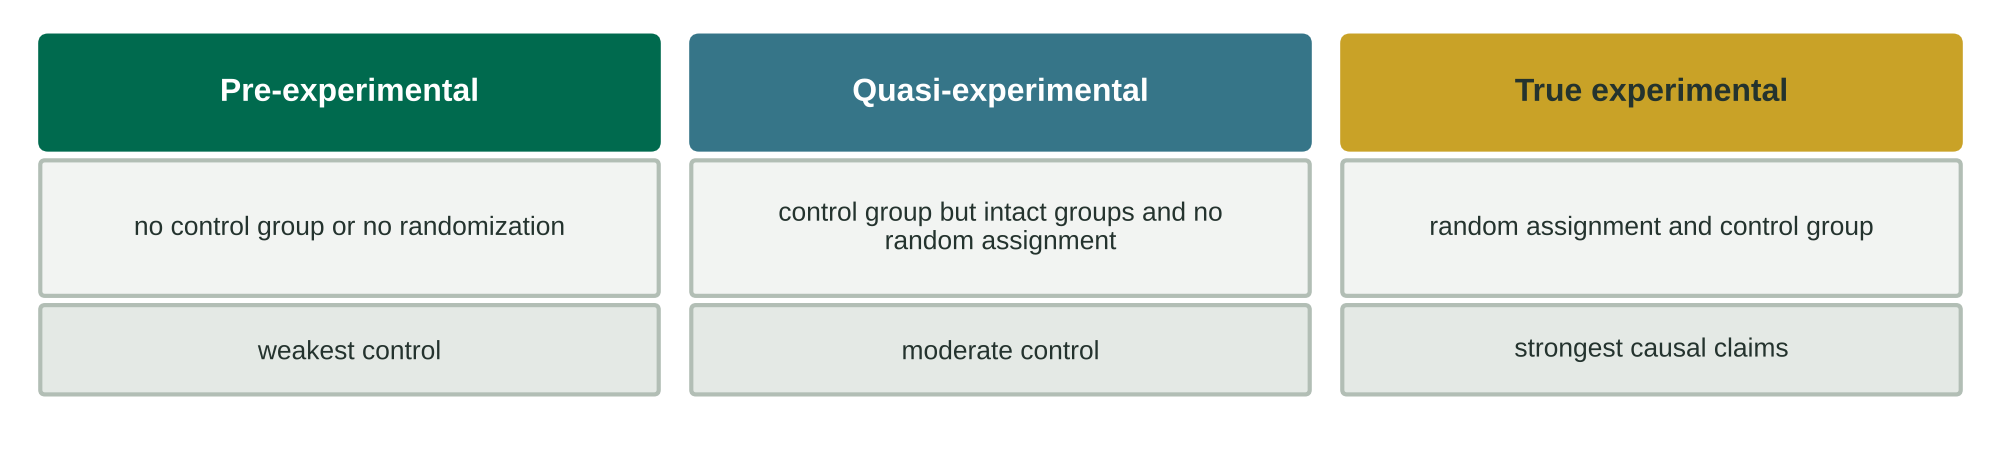 Pre-experimental
Quasi-experimental
True experimental
no control group or no randomization
control group but intact groups and no
random assignment
random assignment and control group
weakest control
moderate control
strongest causal claims